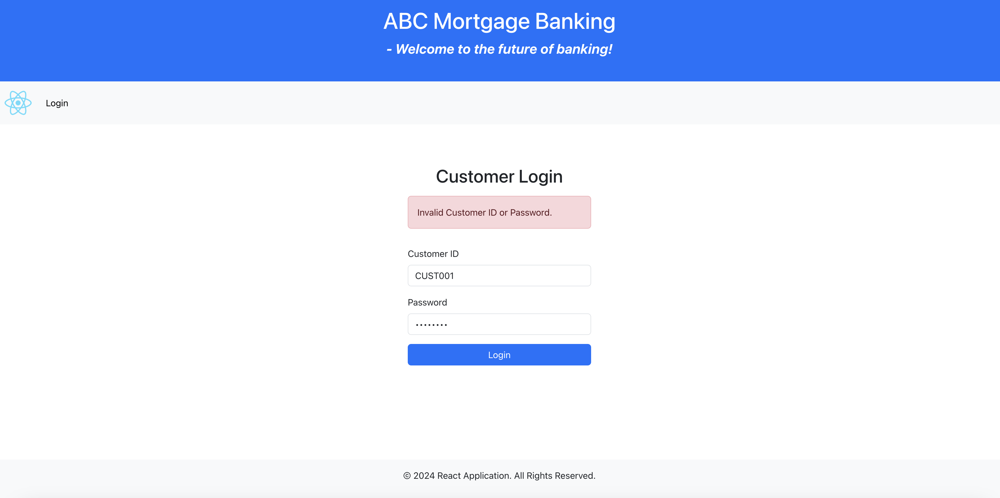 ABC Mortgage Banking
- Welcome to the future of banking!
Login
Customer Login
Invalid Customer ID or Password.
Customer ID
CUST001
Password
••••••••
Login
© 2024 React Application. All Rights Reserved.